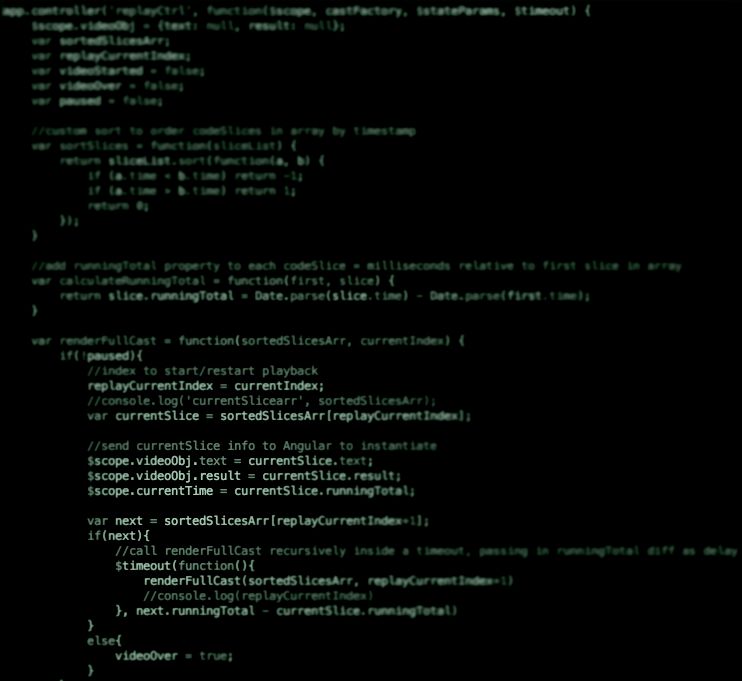 app.controller('replayCtrl', function($scope, castFactory, $stateParams, $timeout) {
$scope.videoObj = {text: null, result: null};
var sortedSlicesArr;
var replayCurrentIndex;
var videoStarted = false;
var videoOver = false;
var paused = false;
//custom sort to order codeSlices in array by timestamp
var sortSlices = function(sliceList) {
return sliceList.sort(function(a, b) {
if (a.time < b.time) return -1;
if (a.time > b.time) return 1;
return 0;
});
}
//add runningTotal property to each codeSlice = milliseconds relative to first slice in array
var calculateRunningTotal = function(first, slice) {
return slice.runningTotal = Date.parse(slice.time) - Date.parse(first.time);
}
var renderFullCast = function(sortedSlicesArr, currentIndex) {
if(!paused){
//index to start/restart playback
replayCurrentIndex = currentIndex;
//console.log('currentSlicearr', sortedSlicesArr);
var currentSlice = sortedSlicesArr[replayCurrentIndex];
//send currentSlice info to Angular to instantiate
$scope.videoObj.text = currentSlice.text;
$scope.videoObj.result = currentSlice.result;
$scope.currentTime = currentSlice.runningTotal;
var next = sortedSlicesArr[replayCurrentIndex+1];
if(next){
//call renderFullCast recursively inside a timeout, passing in runningTotal diff as delay
$timeout(function(){
renderFullCast(sortedSlicesArr, replayCurrentIndex+1)
//console.log(replayCurrentIndex)
}, next.runningTotal - currentSlice.runningTotal)
}
else{
videoOver = true;
}